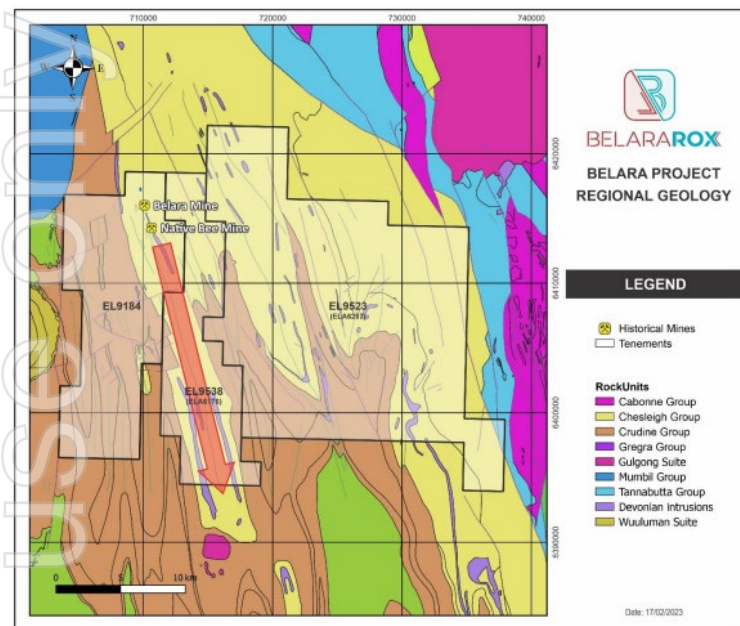 710000
720000
730000
740000
N
W E
S
use only
6420000
6410000
6400000
6390000
Belara Mine
Native Bee Mine
EL9184
EL9523
EL9538
0 5 10 km
BELARAROX
BELARA PROJECT
REGIONAL GEOLOGY
LEGEND
Historical Mines
Tenements
RockUnits
Cabonne Group
Chesleigh Group
Crudine Group
Gregra Group
Gulgong Suite
Mumbil Group
Tannabutta Group
Devonian intrusions
Wuuluman Suite
Date: 17/02/2023